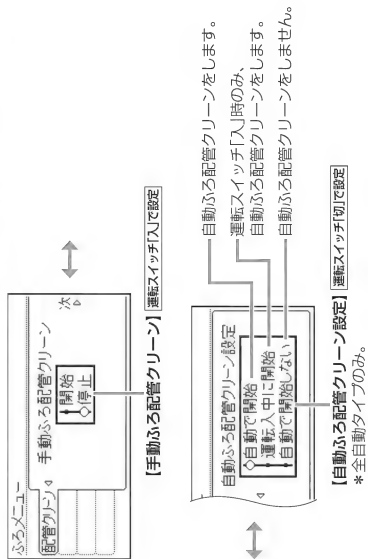 ふろメニュー
配管クリーン
手動ふろ配管クリーン
開始
停止
次
【手動ふろ配管クリーン】 運転スイッチ「入」で設定
自動ふろ配管クリーン設定
自動で開始
運転入中に開始
自動で開始しない
自動ふろ配管クリーンをします。
運転スイッチ「入」時のみ、
自動ふろ配管クリーンをします。
自動ふろ配管クリーンをしません。
【自動ふろ配管クリーン設定】 運転スイッチ「切」で設定
*全自動タイプのみ。